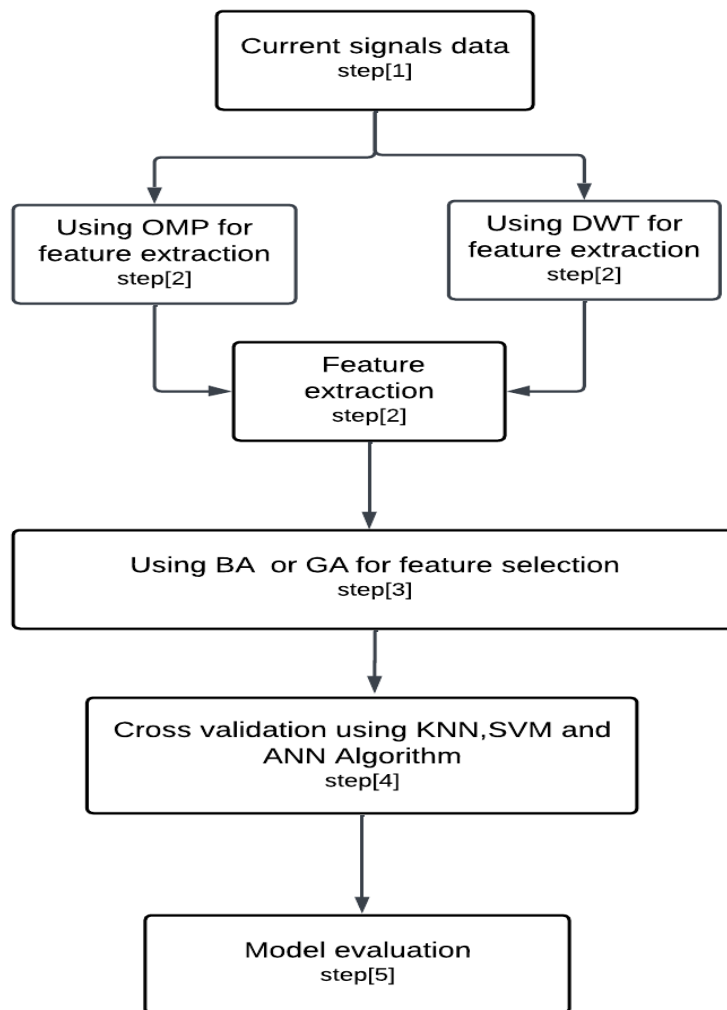 Current signals data
step[1]
Using OMP for
feature extraction
step[2]
Using DWT for
feature extraction
step[2]
Feature
extraction
step[2]
Using BA  or GA for feature selection
step[3]
Cross validation using KNN,SVM and
ANN Algorithm
step[4]
Model evaluation
step[5]